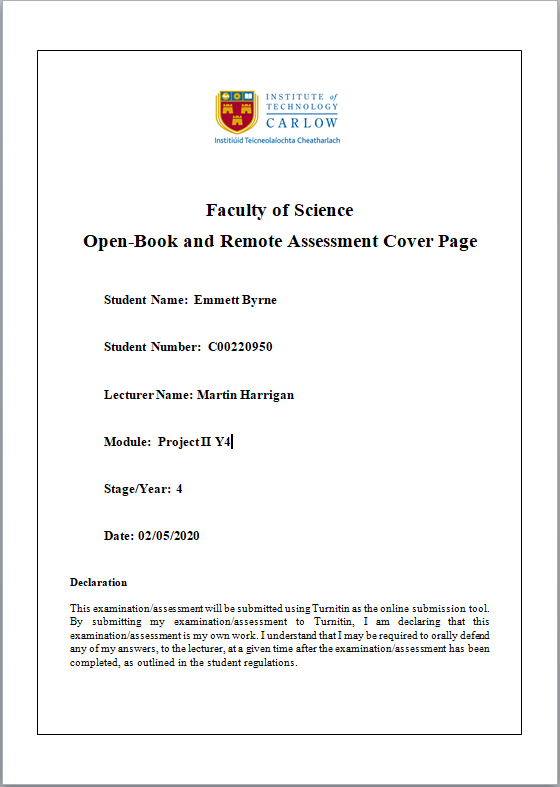 INSTITUTE of
TECHNOLOGY
CARLOW
Institiúid Teicneolaíochta Cheatharlach
Faculty of Science
Open-Book and Remote Assessment Cover Page
Student Name: Emmett Byrne
Student Number: C00220950
Lecturer Name: Martin Harrigan
Module: Project II Y4
Stage/Year: 4
Date: 02/05/2020
Declaration
This examination/assessment will be submitted using Turnitin as the online submission tool.
By submitting my examination/assessment to Turnitin, I am declaring that this
examination/assessment is my own work. I understand that I may be required to orally defend
any of my answers, to the lecturer, at a given time after the examination/assessment has been
completed, as outlined in the student regulations.